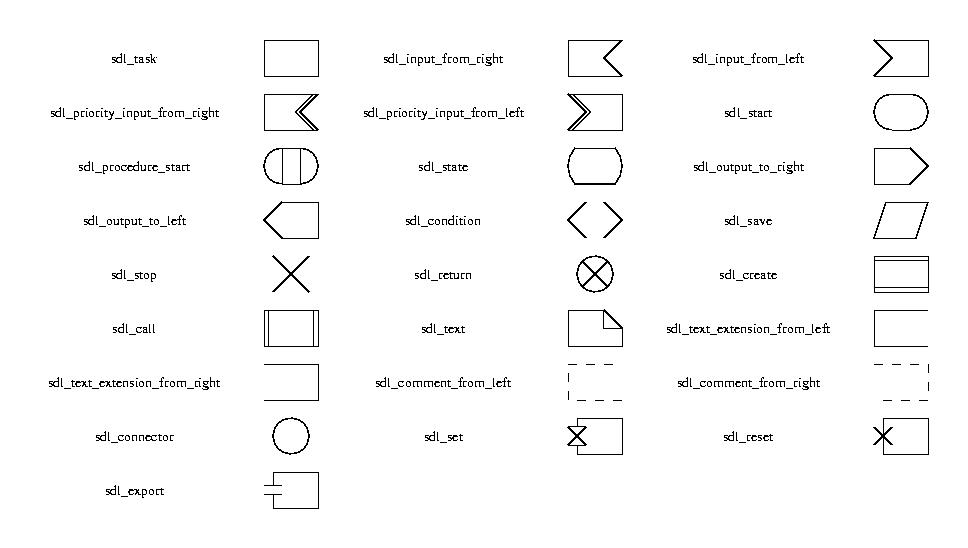 sdl_task
sdl_input_from_right
sdl_input_from_left
sdl_priority_input_from_right
sdl_priority_input_from_left
sdl_start
sdl_procedure_start
sdl_state
sdl_output_to_right
sdl_output_to_left
sdl_condition
sdl_save
sdl_stop
sdl_return
sdl_create
sdl_call
sdl_text
sdl_text_extension_from_left
sdl_text_extension_from_right
sdl_comment_from_left
sdl_comment_from_right
sdl_connector
sdl_set
sdl_reset
sdl_export